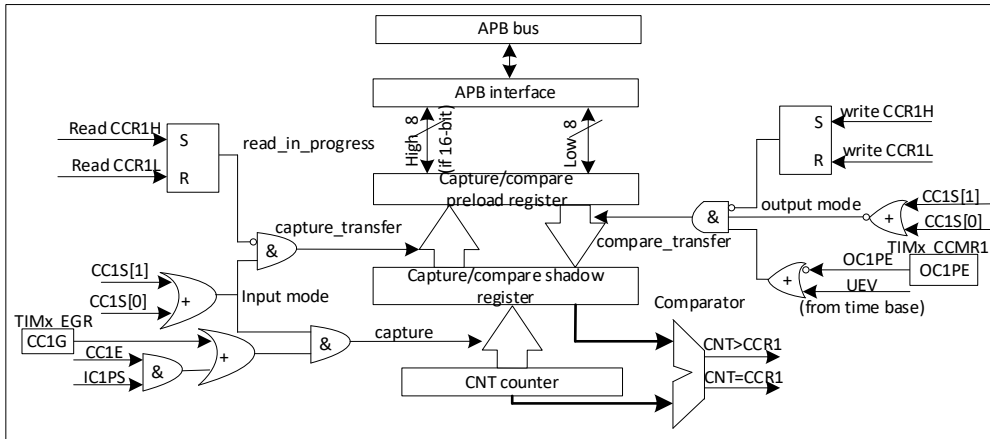 APB bus
APB interface
High 8
(if 16-bit)
Low 8
Read CCR1H
S
Read CCR1L
R
read_in_progress
write CCR1H
S
write CCR1L
R
Capture/compare
preload register
output mode
CC1S[1]
CC1S[0]
+
&
capture_transfer
&
compare_transfer
TIMx_CCMR1
OC1PE
OC1PE
UEV
(from time base)
+
CC1S[1]
CC1S[0]
+
Input mode
Capture/compare shadow
register
Comparator
TIMx_EGR
CC1G
CC1E
IC1PS
&
+
&
capture
CNT counter
CNT>CCR1
CNT=CCR1